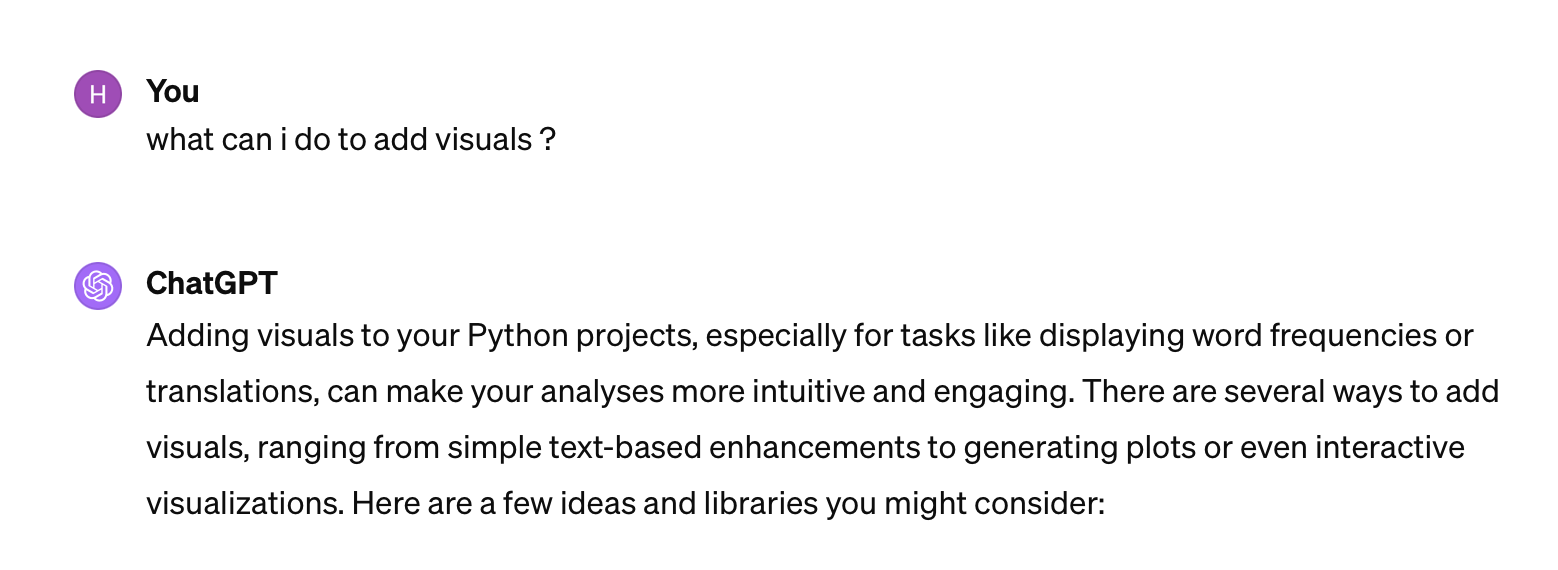 H
You
what can i do to add visuals ?
ChatGPT
Adding visuals to your Python projects, especially for tasks like displaying word frequencies or
translations, can make your analyses more intuitive and engaging. There are several ways to add
visuals, ranging from simple text-based enhancements to generating plots or even interactive
visualizations. Here are a few ideas and libraries you might consider: